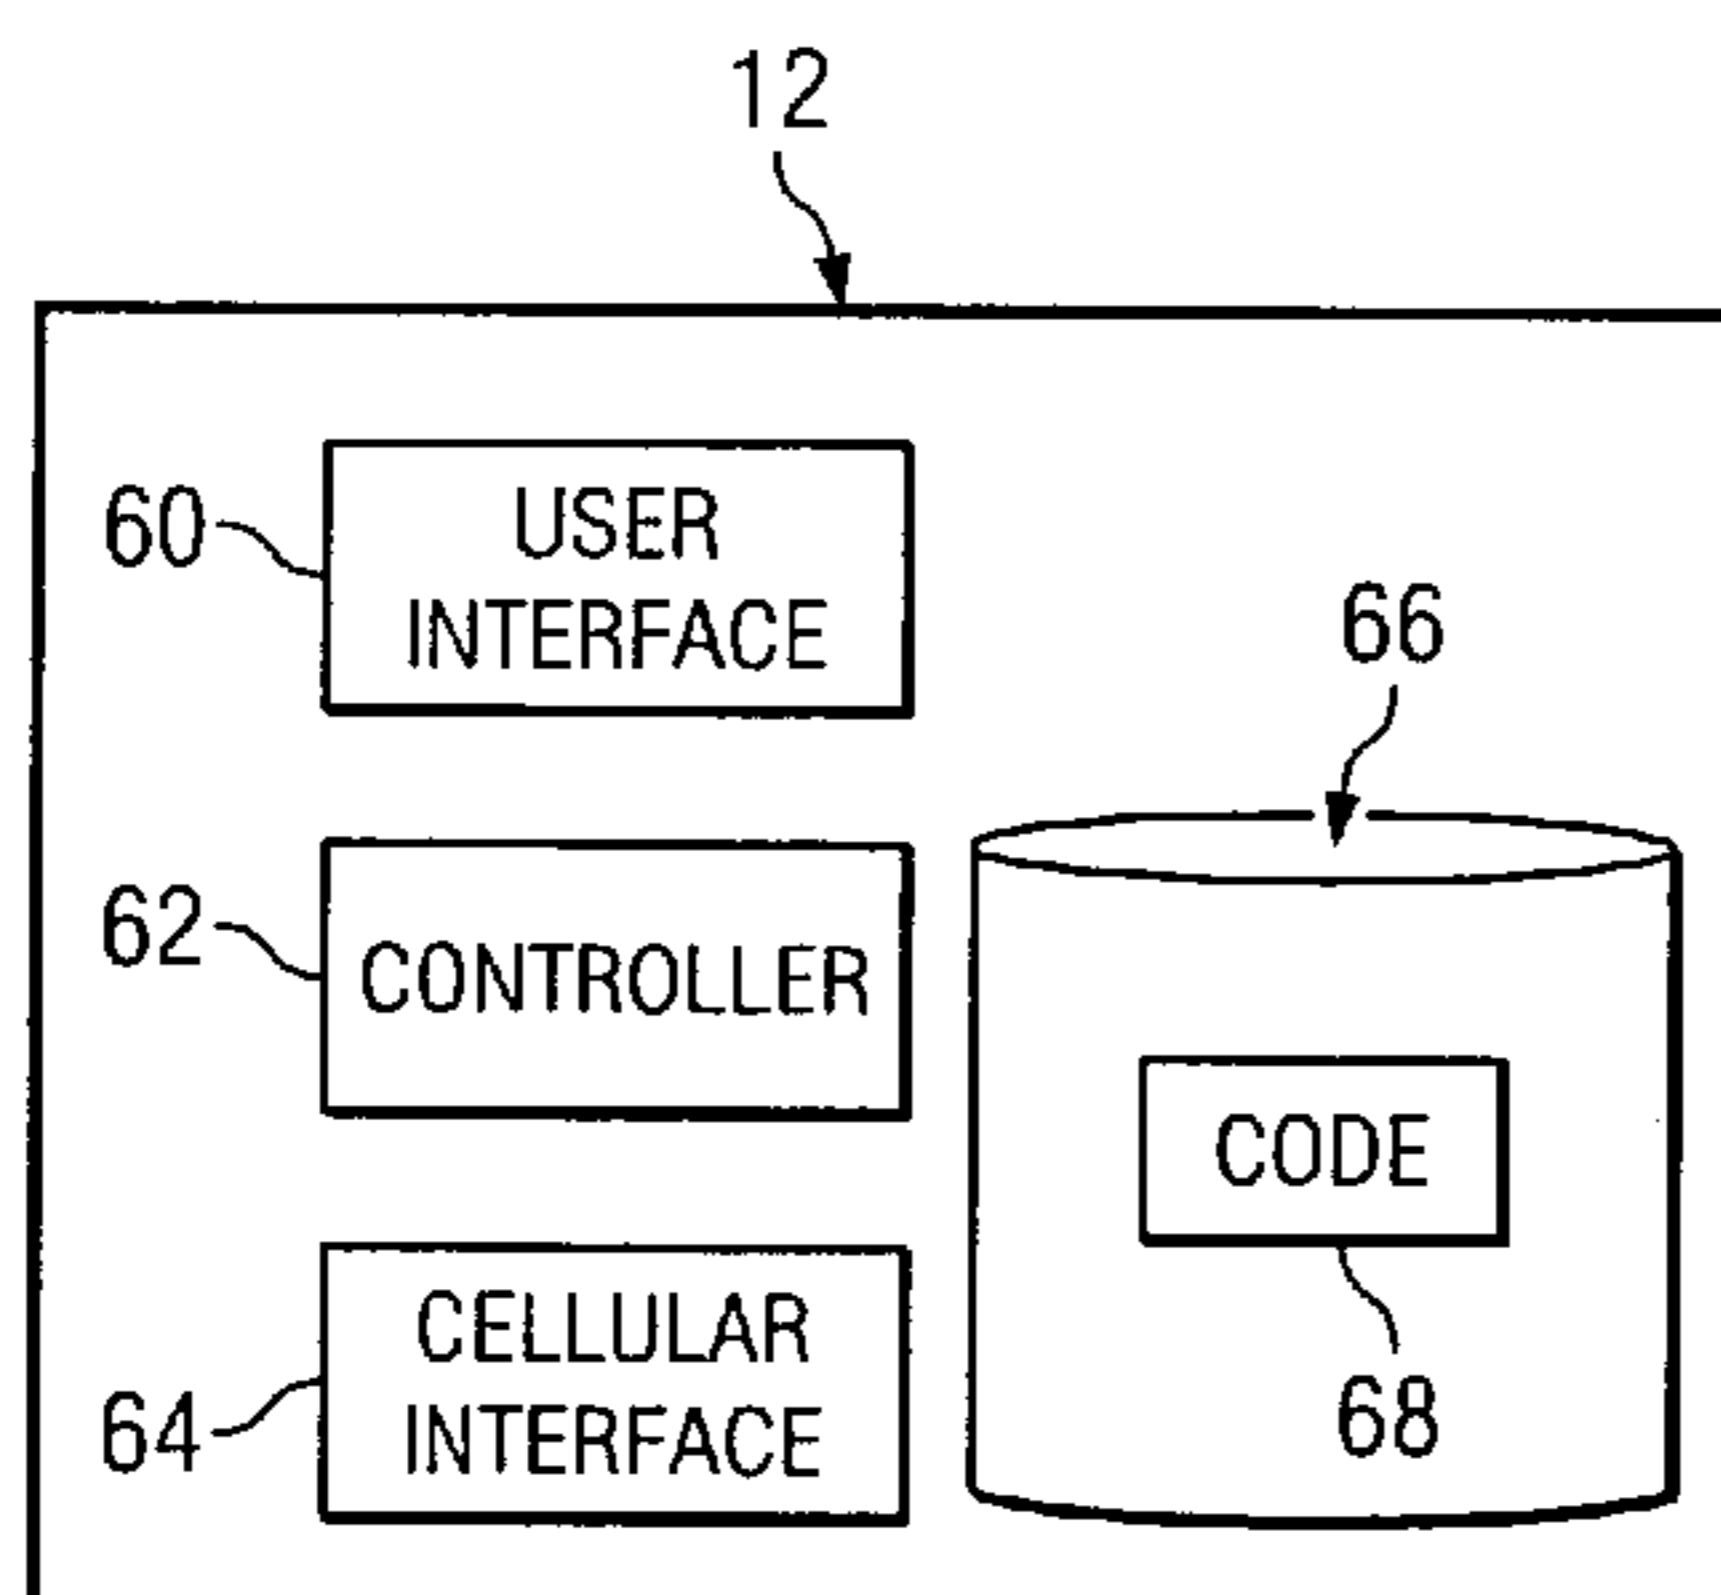 12
60
USER
INTERFACE
66
62
CONTROLLER
CODE
68
64
CELLULAR
INTERFACE